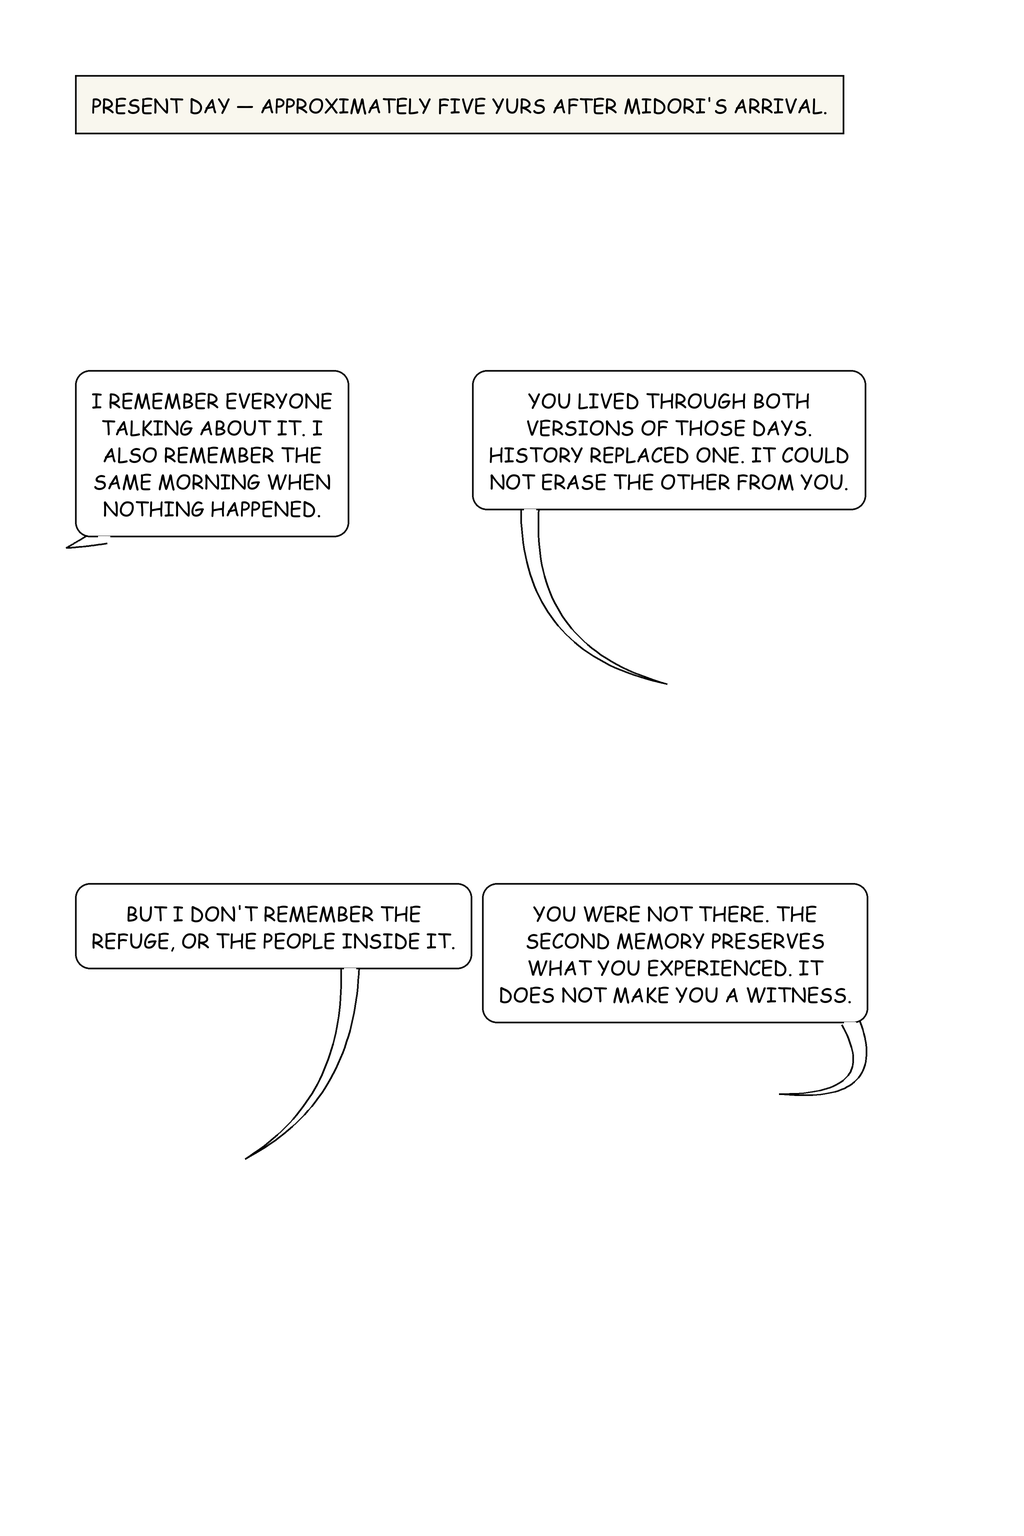 PRESENT DAY — APPROXIMATELY FIVE YURS AFTER MIDORI'S ARRIVAL.
I REMEMBER EVERYONE
TALKING ABOUT IT. I
ALSO REMEMBER THE
SAME MORNING WHEN
NOTHING HAPPENED.
YOU LIVED THROUGH BOTH
VERSIONS OF THOSE DAYS.
HISTORY REPLACED ONE. IT COULD
NOT ERASE THE OTHER FROM YOU.
BUT I DON'T REMEMBER THE
REFUGE, OR THE PEOPLE INSIDE IT.
YOU WERE NOT THERE. THE
SECOND MEMORY PRESERVES
WHAT YOU EXPERIENCED. IT
DOES NOT MAKE YOU A WITNESS.